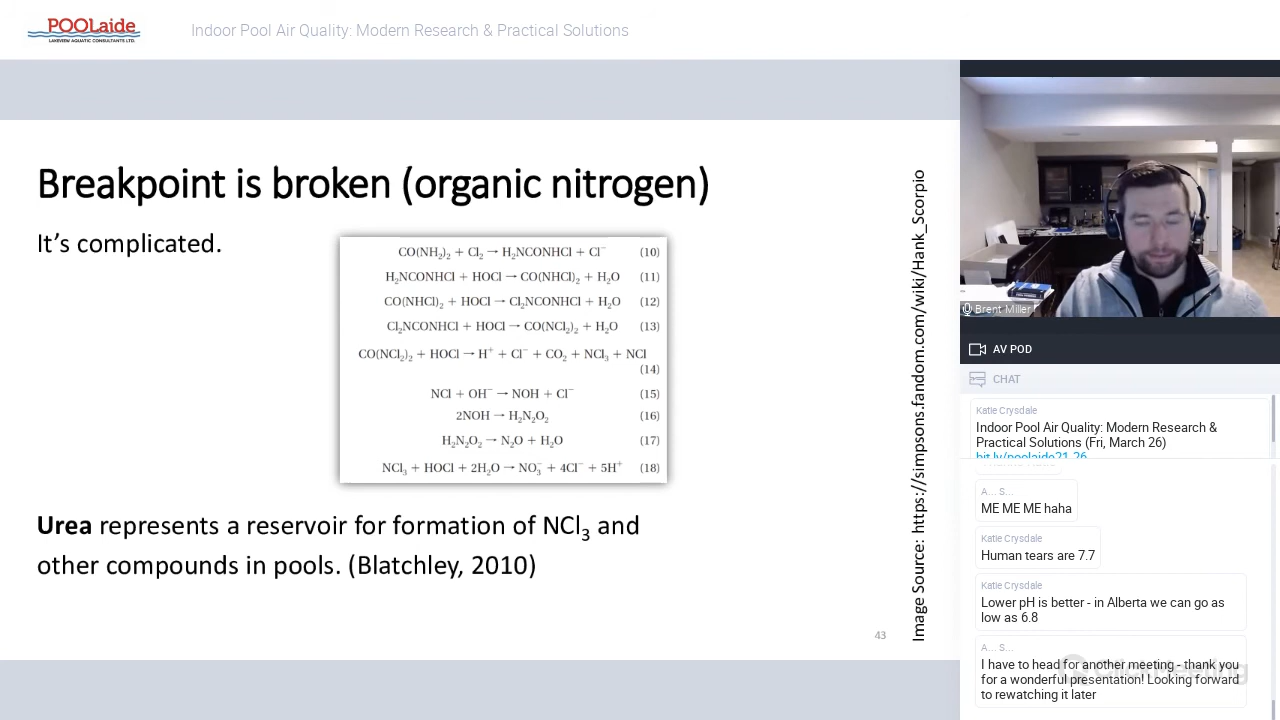 POOLaide
LAKEVIEW AQUATIC CONSULTANTS LTD.
Indoor Pool Air Quality: Modern Research & Practical Solutions
Breakpoint is broken (organic nitrogen)
It's complicated.
CO(NH₂)₂ + Cl₂ → H₂NCONHCl + Cl⁻ (10)
H₂NCONHCl + HOCl → CO(NHCl)₂ + H₂O (11)
CO(NHCl)₂ + HOCl → Cl₂NCONHCl + H₂O (12)
Cl₂NCONHCl + HOCl → CO(NCl₂)₂ + H₂O (13)
CO(NCl₂)₂ + HOCl → H⁺ + Cl⁻ + CO₂ + NCl₃ + NCl
(14)
NCl + OH⁻ → NOH + Cl⁻ (15)
2NOH → H₂N₂O₂ (16)
H₂N₂O₂ → N₂O + H₂O (17)
NCl₃ + HOCl + 2H₂O → NO₃⁻ + 4Cl⁻ + 5H⁺ (18)
Urea represents a reservoir for formation of NCl₃ and
other compounds in pools. (Blatchley, 2010)
43
Image Source: https://simpsons.fandom.com/wiki/Hank_Scorpio
Brent Miller
AV POD
CHAT
Katie Crysdale
Indoor Pool Air Quality: Modern Research &
Practical Solutions (Fri, March 26)
bit.ly/poolaide21-26
A... S...
ME ME ME haha
Katie Crysdale
Human tears are 7.7
Katie Crysdale
Lower pH is better - in Alberta we can go as
low as 6.8
A... S...
I have to head for another meeting - thank you
for a wonderful presentation! Looking forward
to rewatching it later